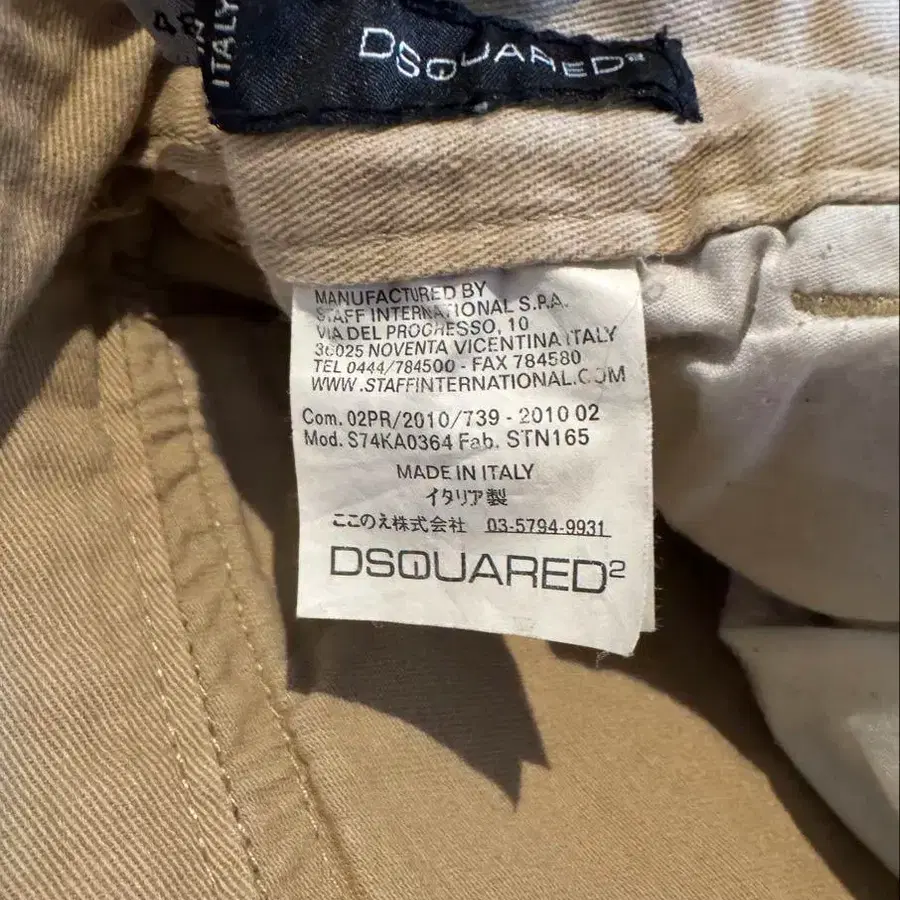 48
ITALY
DSQUARED²
MANUFACTURED BY
STAFF INTERNATIONAL S.P.A.
VIA DEL PROGRESSO, 10
36025 NOVENTA VICENTINA ITALY
TEL 0444/784500 - FAX 784580
WWW.STAFFINTERNATIONAL.COM
Com. 02PR/2010/739 - 2010 02
Mod. S74KA0364 Fab. STN165
MADE IN ITALY
イタリア製
ここのえ株式会社 03-5794-9931
DSQUARED²